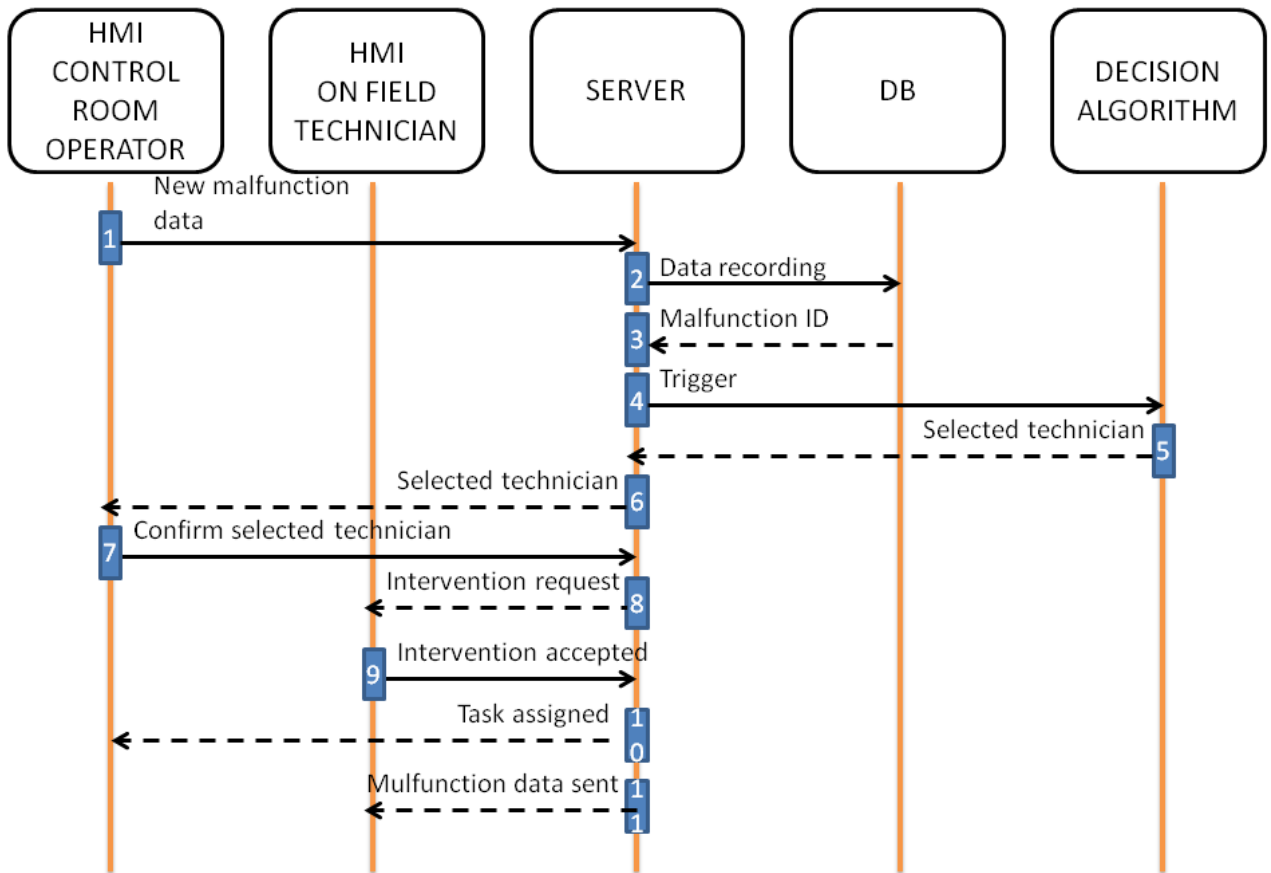 HMI
CONTROL
ROOM
OPERATOR
HMI
ON FIELD
TECHNICIAN
SERVER
DB
DECISION
ALGORITHM
New malfunction
data
1
2
Data recording
3
Malfunction ID
4
Trigger
Selected technician
5
Selected technician
6
7
Confirm selected technician
Intervention request
8
9
Intervention accepted
Task assigned
1
0
Mulfunction data sent
1
1